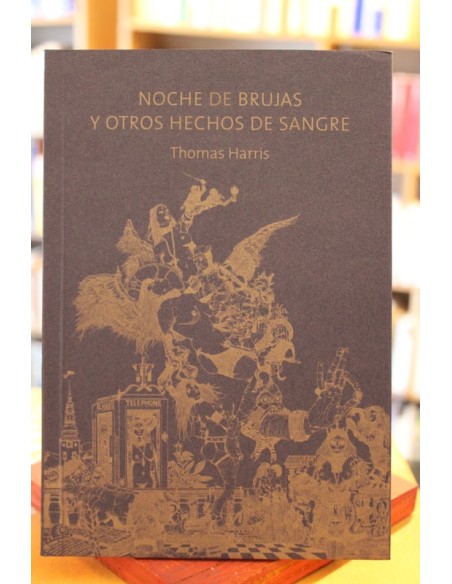 NOCHE DE BRUJAS
Y OTROS HECHOS DE SANGRE
Thomas Harris
TELEPHONE